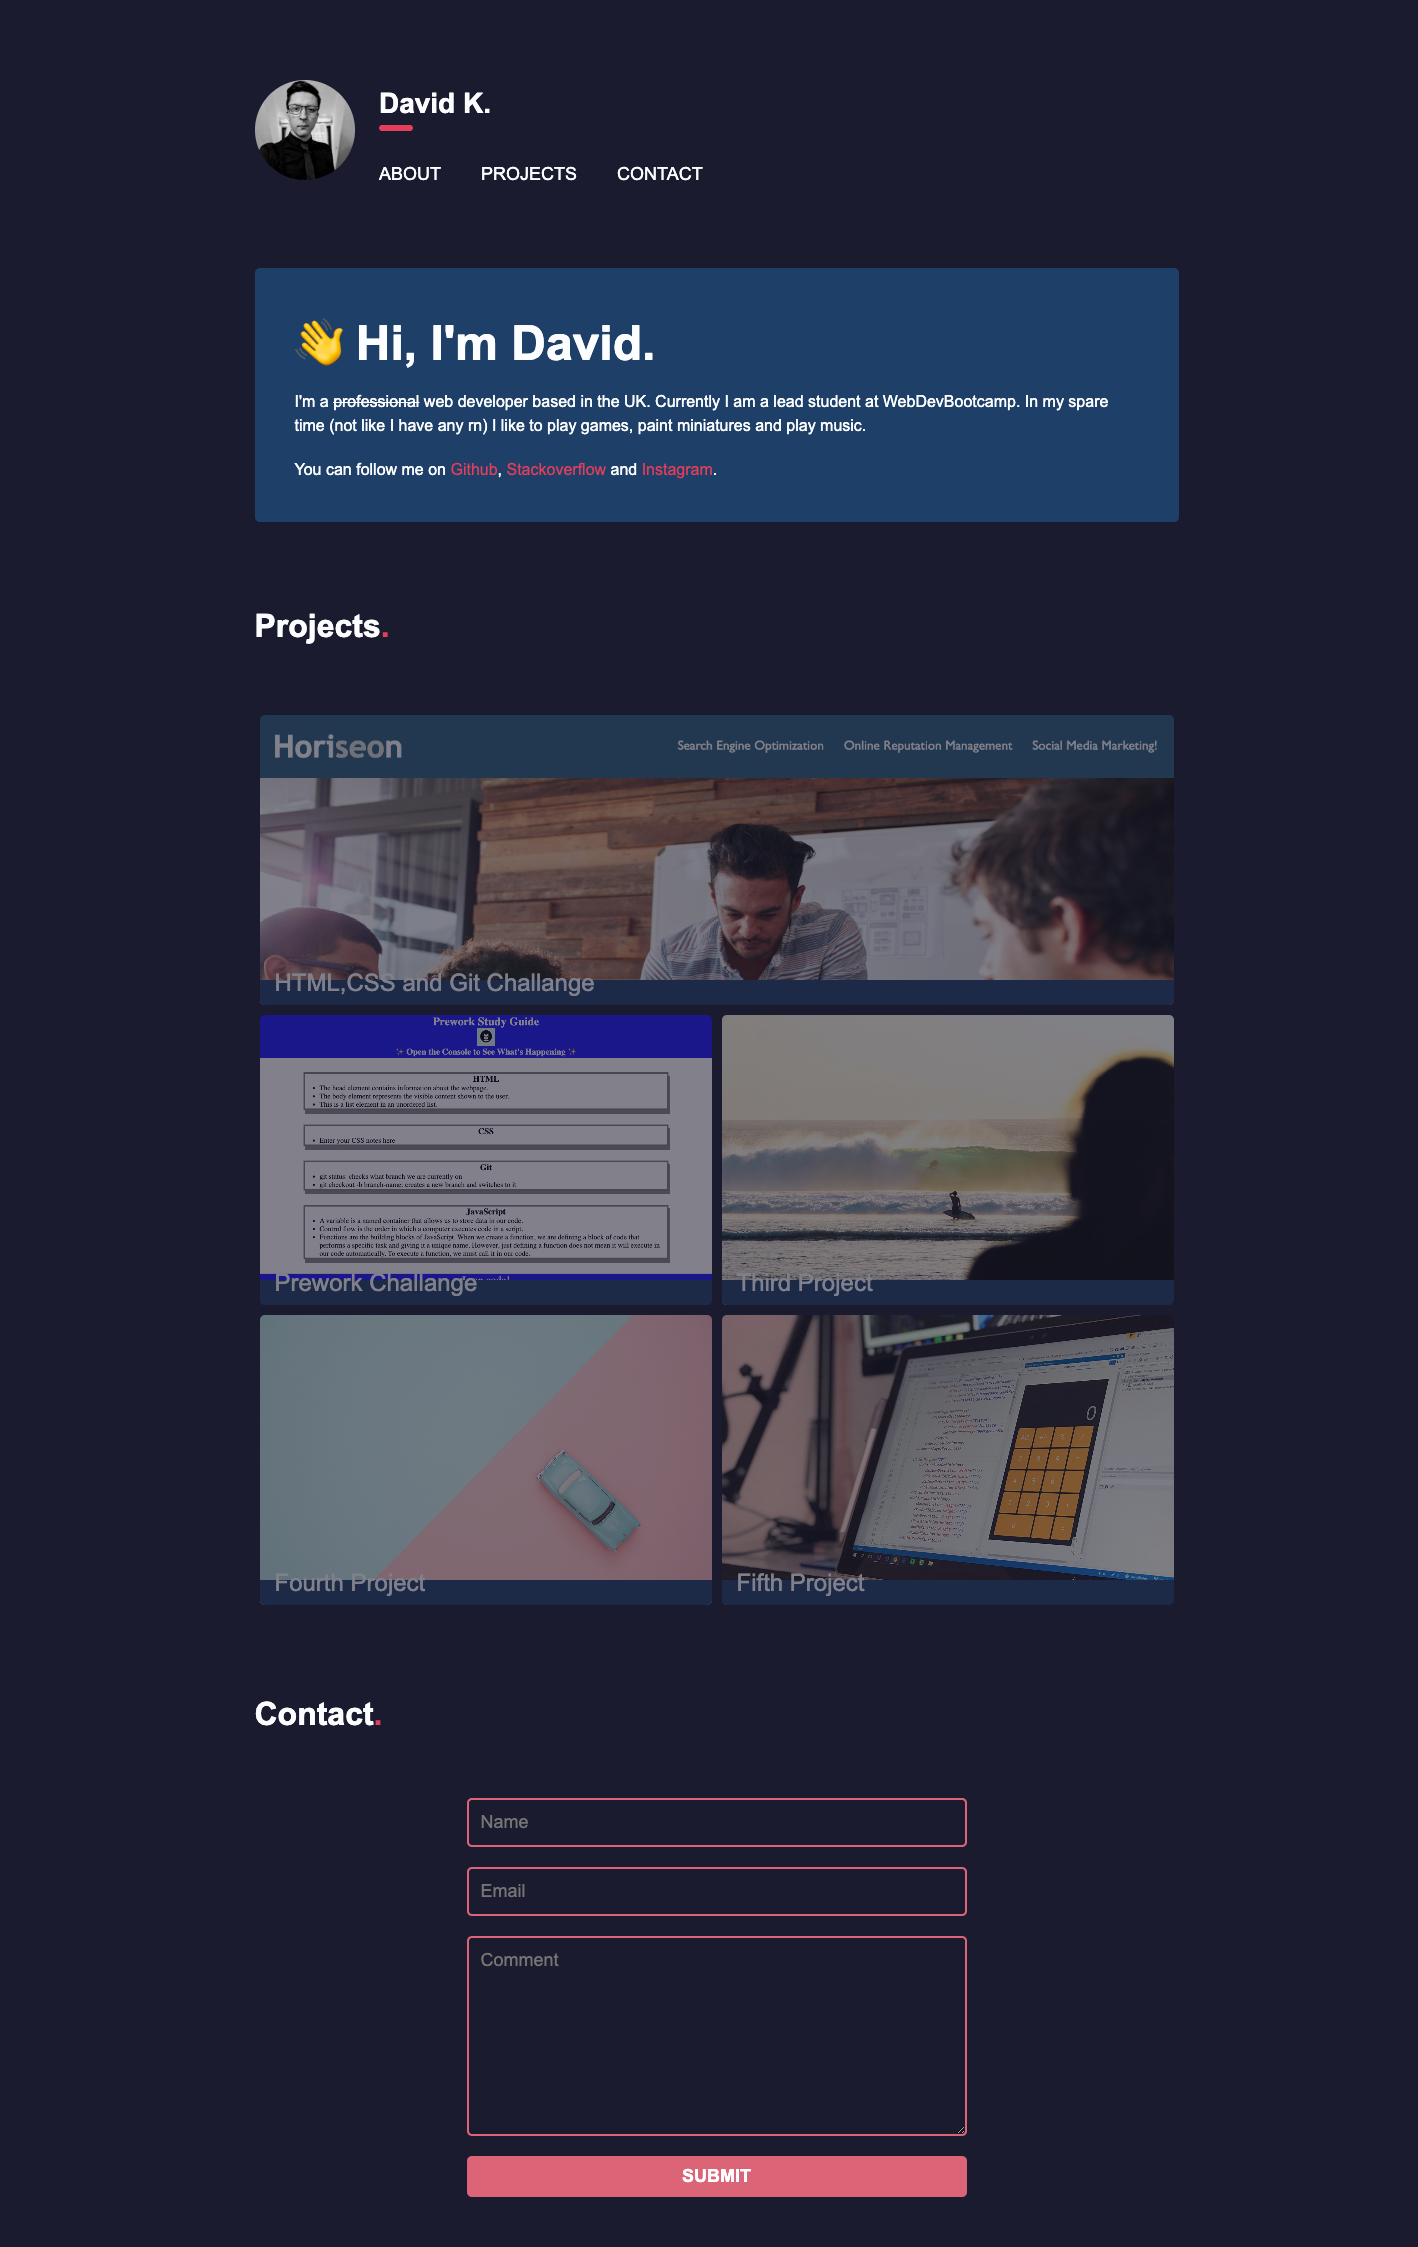 David K.
ABOUT PROJECTS CONTACT
👋 Hi, I'm David.
I'm a professional web developer based in the UK. Currently I am a lead student at WebDevBootcamp. In my spare
time (not like I have any rn) I like to play games, paint miniatures and play music.
You can follow me on Github, Stackoverflow and Instagram.
Projects.
Horiseon
Search Engine Optimization Online Reputation Management Social Media Marketing!
HTML,CSS and Git Challange
Prework Study Guide
✨ Open the Console to See What's Happening ✨
HTML
• The head element contains information about the webpage.
• The body element represents the visible content shown to the user.
• This is a list element in an unordered list.
CSS
• Enter your CSS notes here
Git
• git status: checks what branch we are currently on
• git checkout -b branch-name: creates a new branch and switches to it
JavaScript
• A variable is a named container that allows us to store data in our code.
• Control flow is the order in which a computer executes code in a script.
• Functions are the building blocks of JavaScript. When we create a function, we are defining a block of code that
performs a specific task and giving it a unique name. However, just defining a function does not mean it will execute in
our code automatically. To execute a function, we must call it in our code.
Prework Challange
Third Project
Fourth Project
0
Fifth Project
Contact.
Name
Email
Comment
SUBMIT